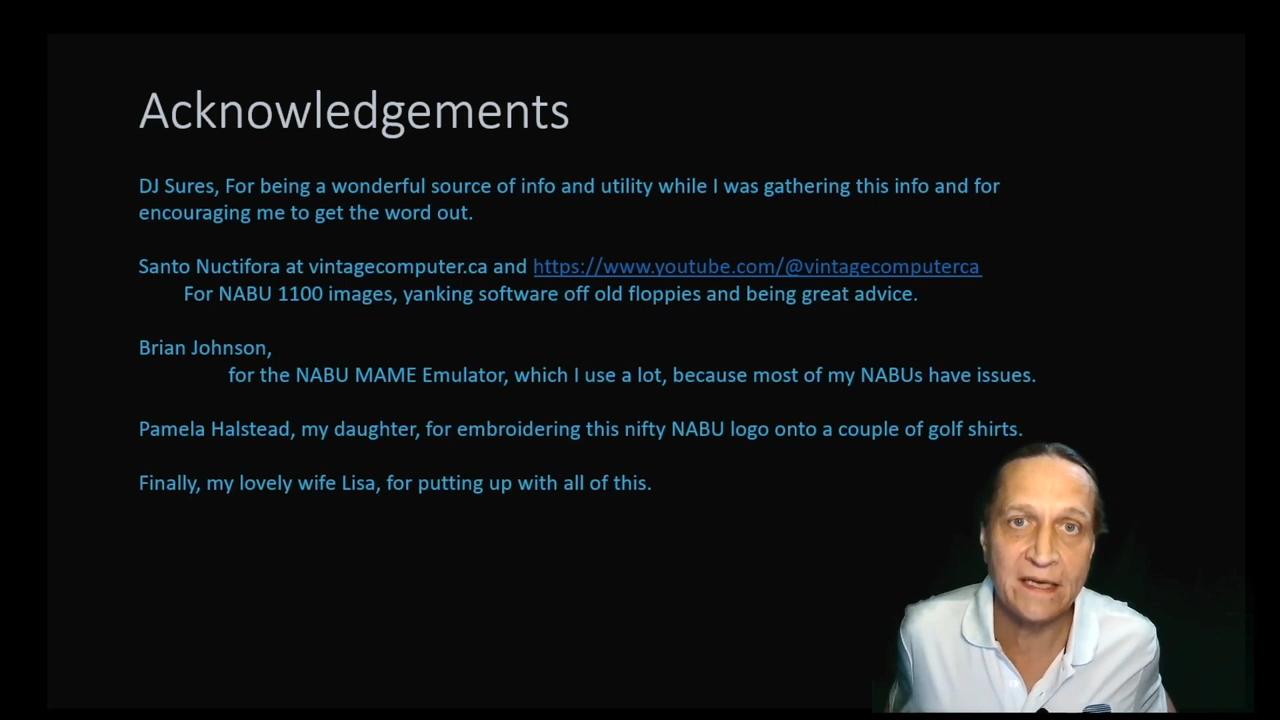 Acknowledgements
DJ Sures, For being a wonderful source of info and utility while I was gathering this info and for
encouraging me to get the word out.
Santo Nuctifora at vintagecomputer.ca and https://www.youtube.com/@vintagecomputerca
For NABU 1100 images, yanking software off old floppies and being great advice.
Brian Johnson,
for the NABU MAME Emulator, which I use a lot, because most of my NABUs have issues.
Pamela Halstead, my daughter, for embroidering this nifty NABU logo onto a couple of golf shirts.
Finally, my lovely wife Lisa, for putting up with all of this.